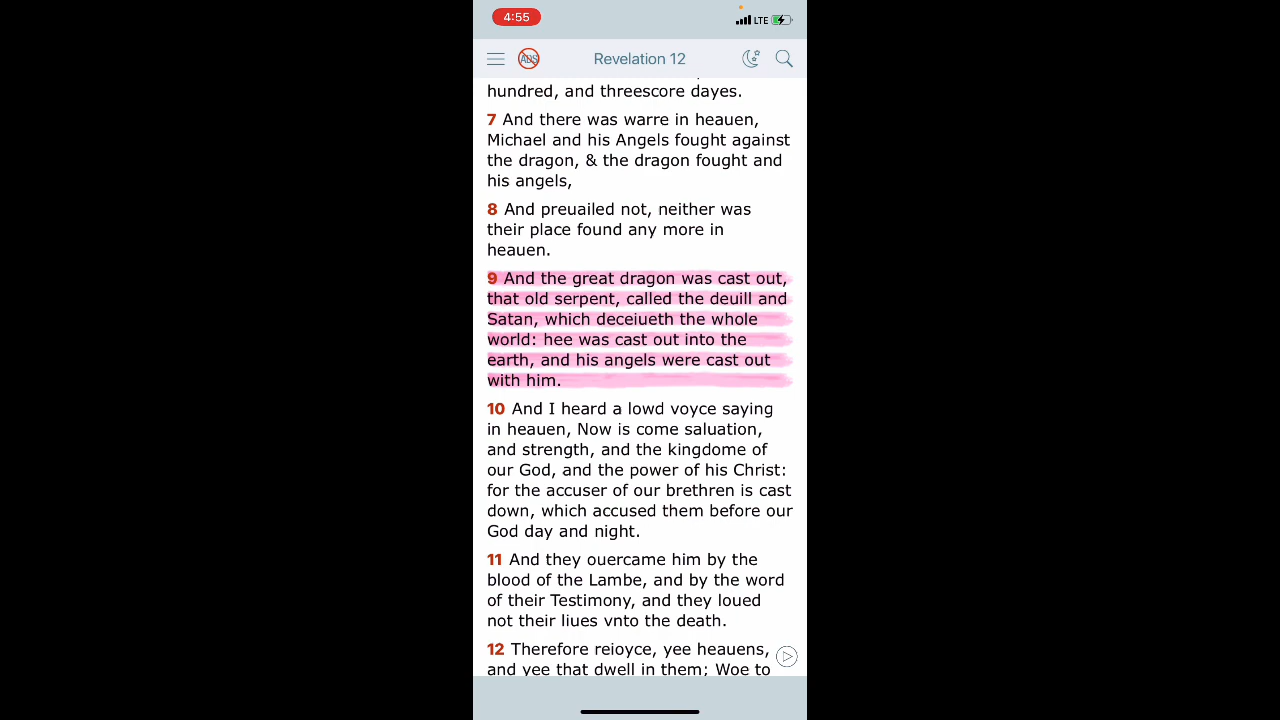 4:55
LTE
ADS
Revelation 12
hundred, and threescore dayes.
7 And there was warre in heauen,
Michael and his Angels fought against
the dragon, & the dragon fought and
his angels,
8 And preuailed not, neither was
their place found any more in
heauen.
9 And the great dragon was cast out,
that old serpent, called the deuill and
Satan, which deceiueth the whole
world: hee was cast out into the
earth, and his angels were cast out
with him.
10 And I heard a lowd voyce saying
in heauen, Now is come saluation,
and strength, and the kingdome of
our God, and the power of his Christ:
for the accuser of our brethren is cast
down, which accused them before our
God day and night.
11 And they ouercame him by the
blood of the Lambe, and by the word
of their Testimony, and they loued
not their liues vnto the death.
12 Therefore reioyce, yee heauens,
and yee that dwell in them; Woe to